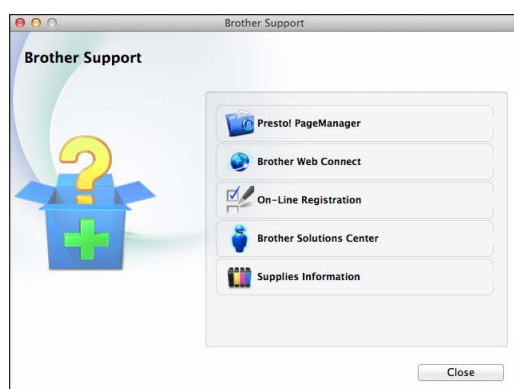 Brother Support
Brother Support
Presto! PageManager
Brother Web Connect
On-Line Registration
Brother Solutions Center
Supplies Information
Close